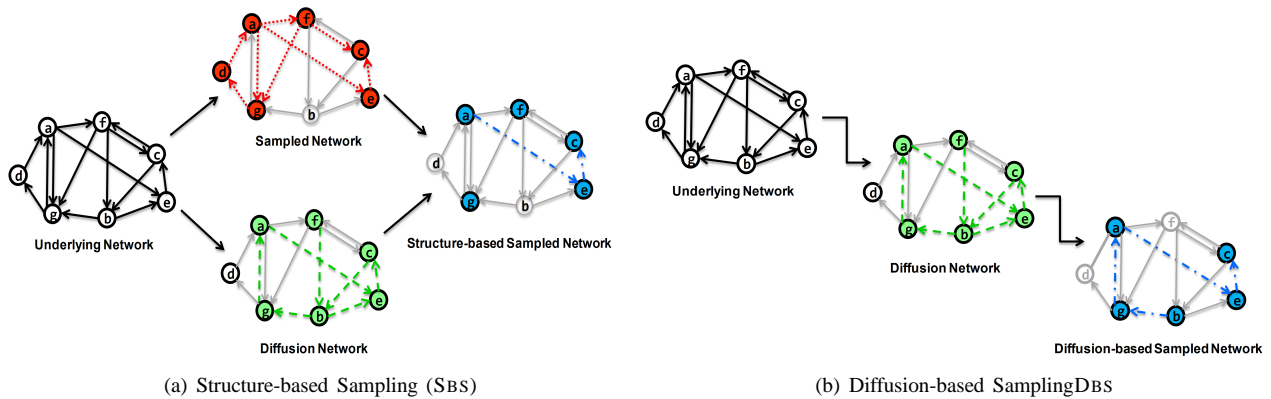 a
f
c
d
e
g
b
Sampled Network
a
f
c
d
e
g
b
Underlying Network
a
f
c
d
e
g
b
Structure-based Sampled Network
a
f
c
d
e
g
b
Diffusion Network
(a) Structure-based Sampling (SBS)
a
f
c
d
e
g
b
Underlying Network
a
f
c
d
e
g
b
Diffusion Network
a
f
c
d
e
g
b
Diffusion-based Sampled Network
(b) Diffusion-based SamplingDBS